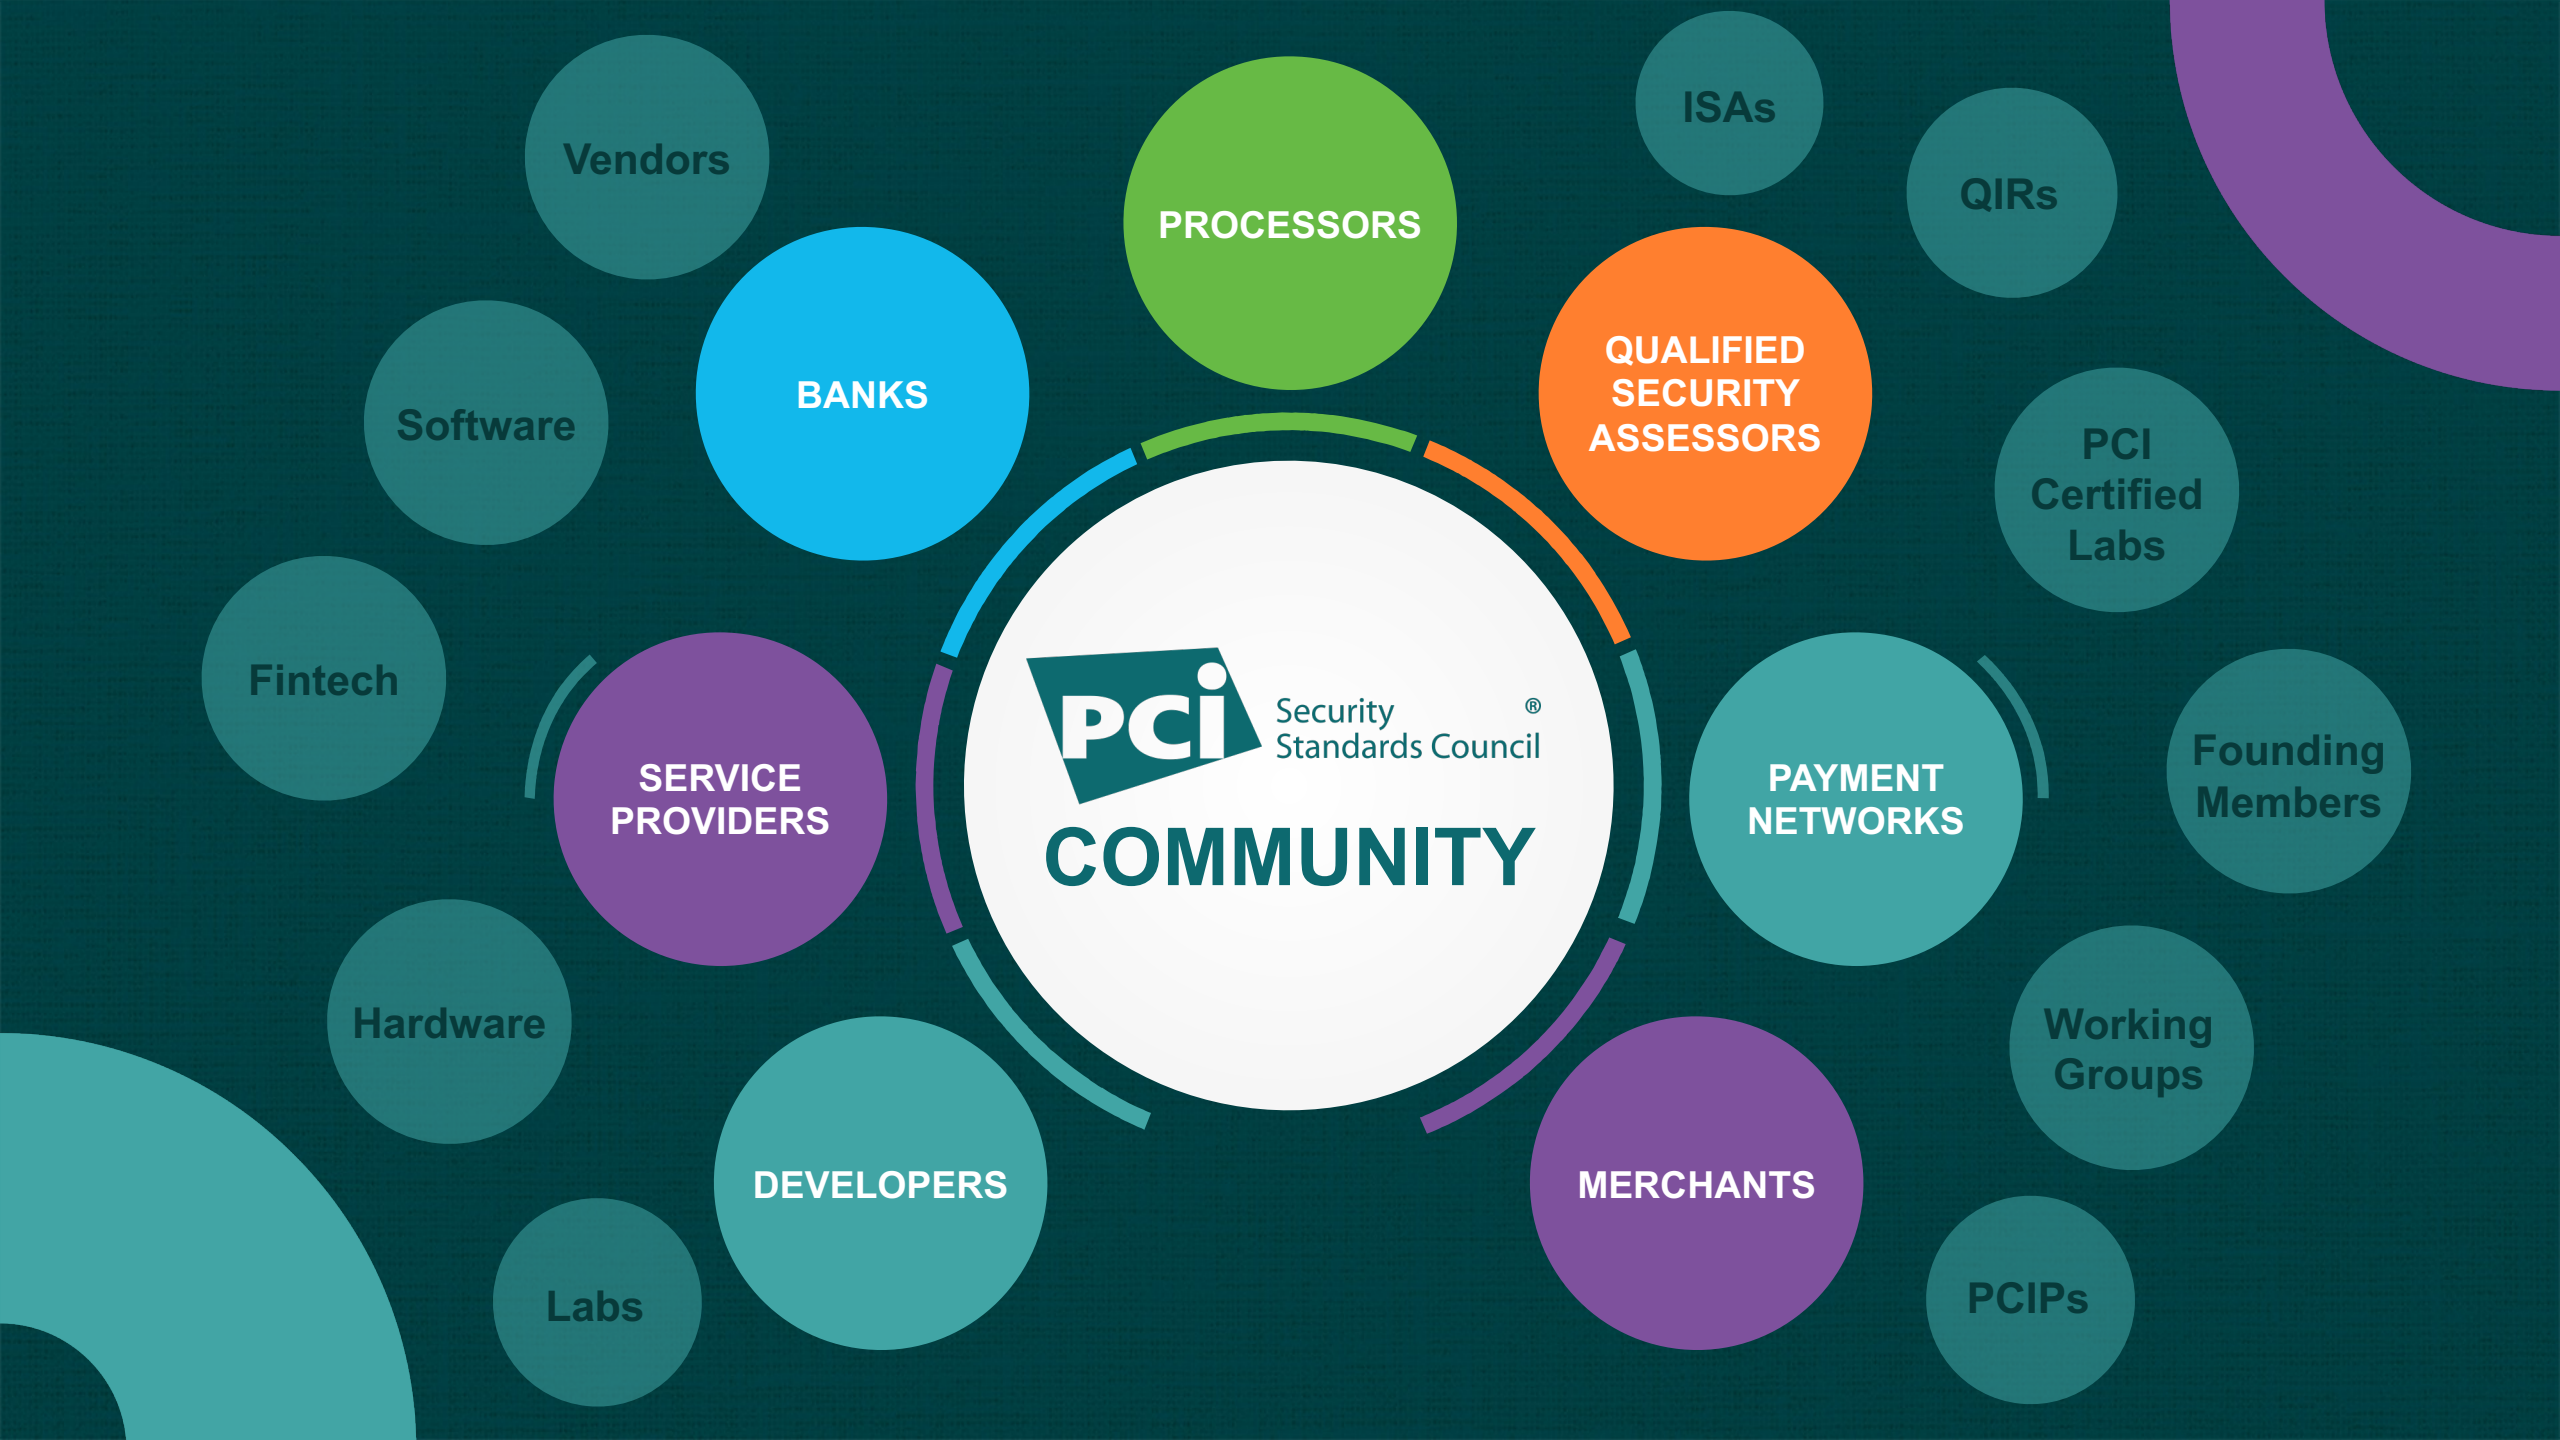 Vendors
PROCESSORS
ISAs
QIRs
BANKS
QUALIFIED
SECURITY
ASSESSORS
Software
PCI
Certified
Labs
Fintech
SERVICE
PROVIDERS
PCi
Security ®
Standards Council
COMMUNITY
PAYMENT
NETWORKS
Founding
Members
Hardware
Working
Groups
DEVELOPERS
MERCHANTS
Labs
PCIPs